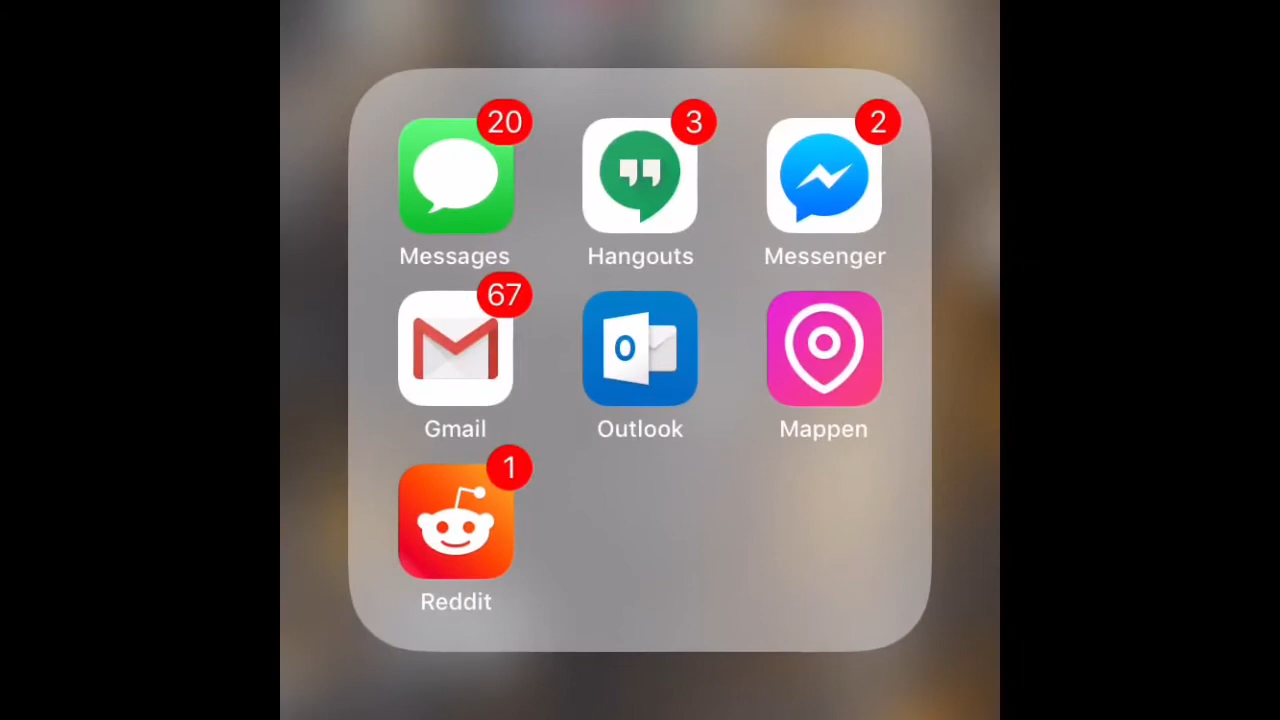 20 3 2
Messages Hangouts Messenger
67
O
Gmail Outlook Mappen
1
Reddit